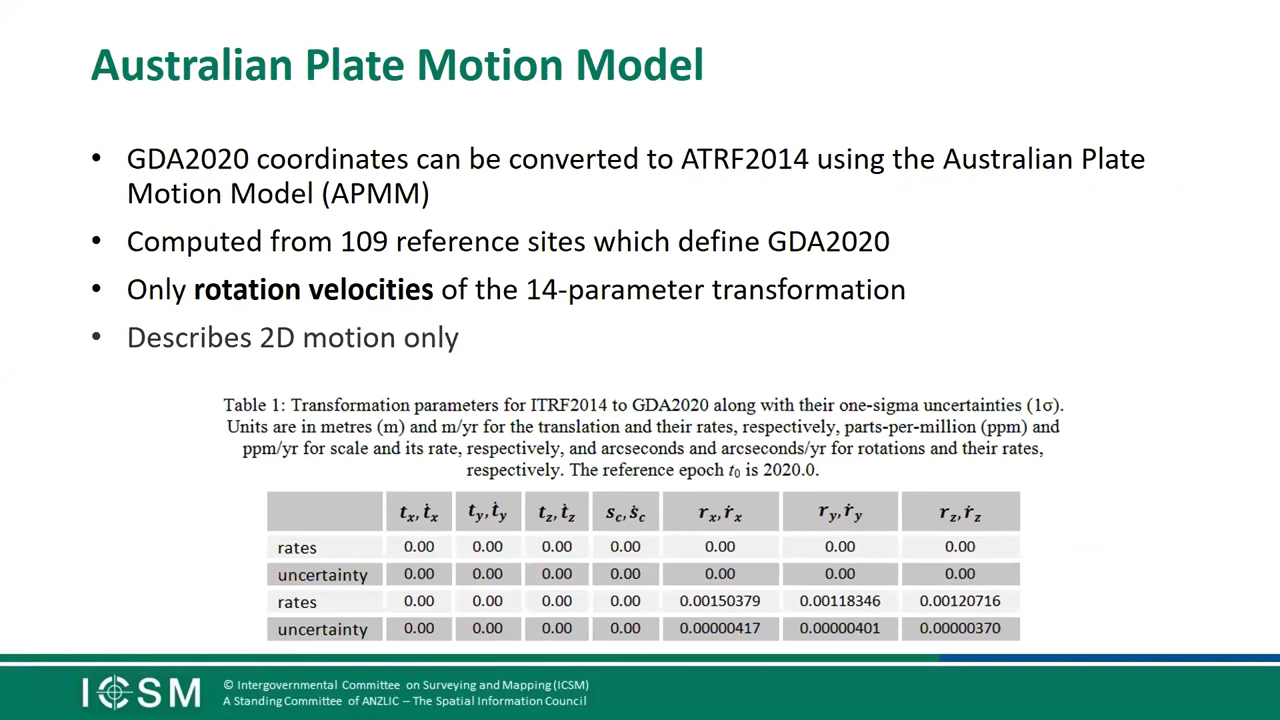 Australian Plate Motion Model
• GDA2020 coordinates can be converted to ATRF2014 using the Australian Plate
Motion Model (APMM)
• Computed from 109 reference sites which define GDA2020
• Only rotation velocities of the 14-parameter transformation
• Describes 2D motion only
Table 1: Transformation parameters for ITRF2014 to GDA2020 along with their one-sigma uncertainties (1σ).
Units are in metres (m) and m/yr for the translation and their rates, respectively, parts-per-million (ppm) and
ppm/yr for scale and its rate, respectively, and arcseconds and arcseconds/yr for rotations and their rates,
respectively. The reference epoch t₀ is 2020.0.
tₓ, ṫₓ t_y, ṫ_y t_z, ṫ_z s_c, ṡ_c rₓ, ṙₓ r_y, ṙ_y r_z, ṙ_z
rates 0.00 0.00 0.00 0.00 0.00 0.00 0.00
uncertainty 0.00 0.00 0.00 0.00 0.00 0.00 0.00
rates 0.00 0.00 0.00 0.00 0.00150379 0.00118346 0.00120716
uncertainty 0.00 0.00 0.00 0.00 0.00000417 0.00000401 0.00000370
ICSM
© Intergovernmental Committee on Surveying and Mapping (ICSM)
A Standing Committee of ANZLIC – The Spatial Information Council